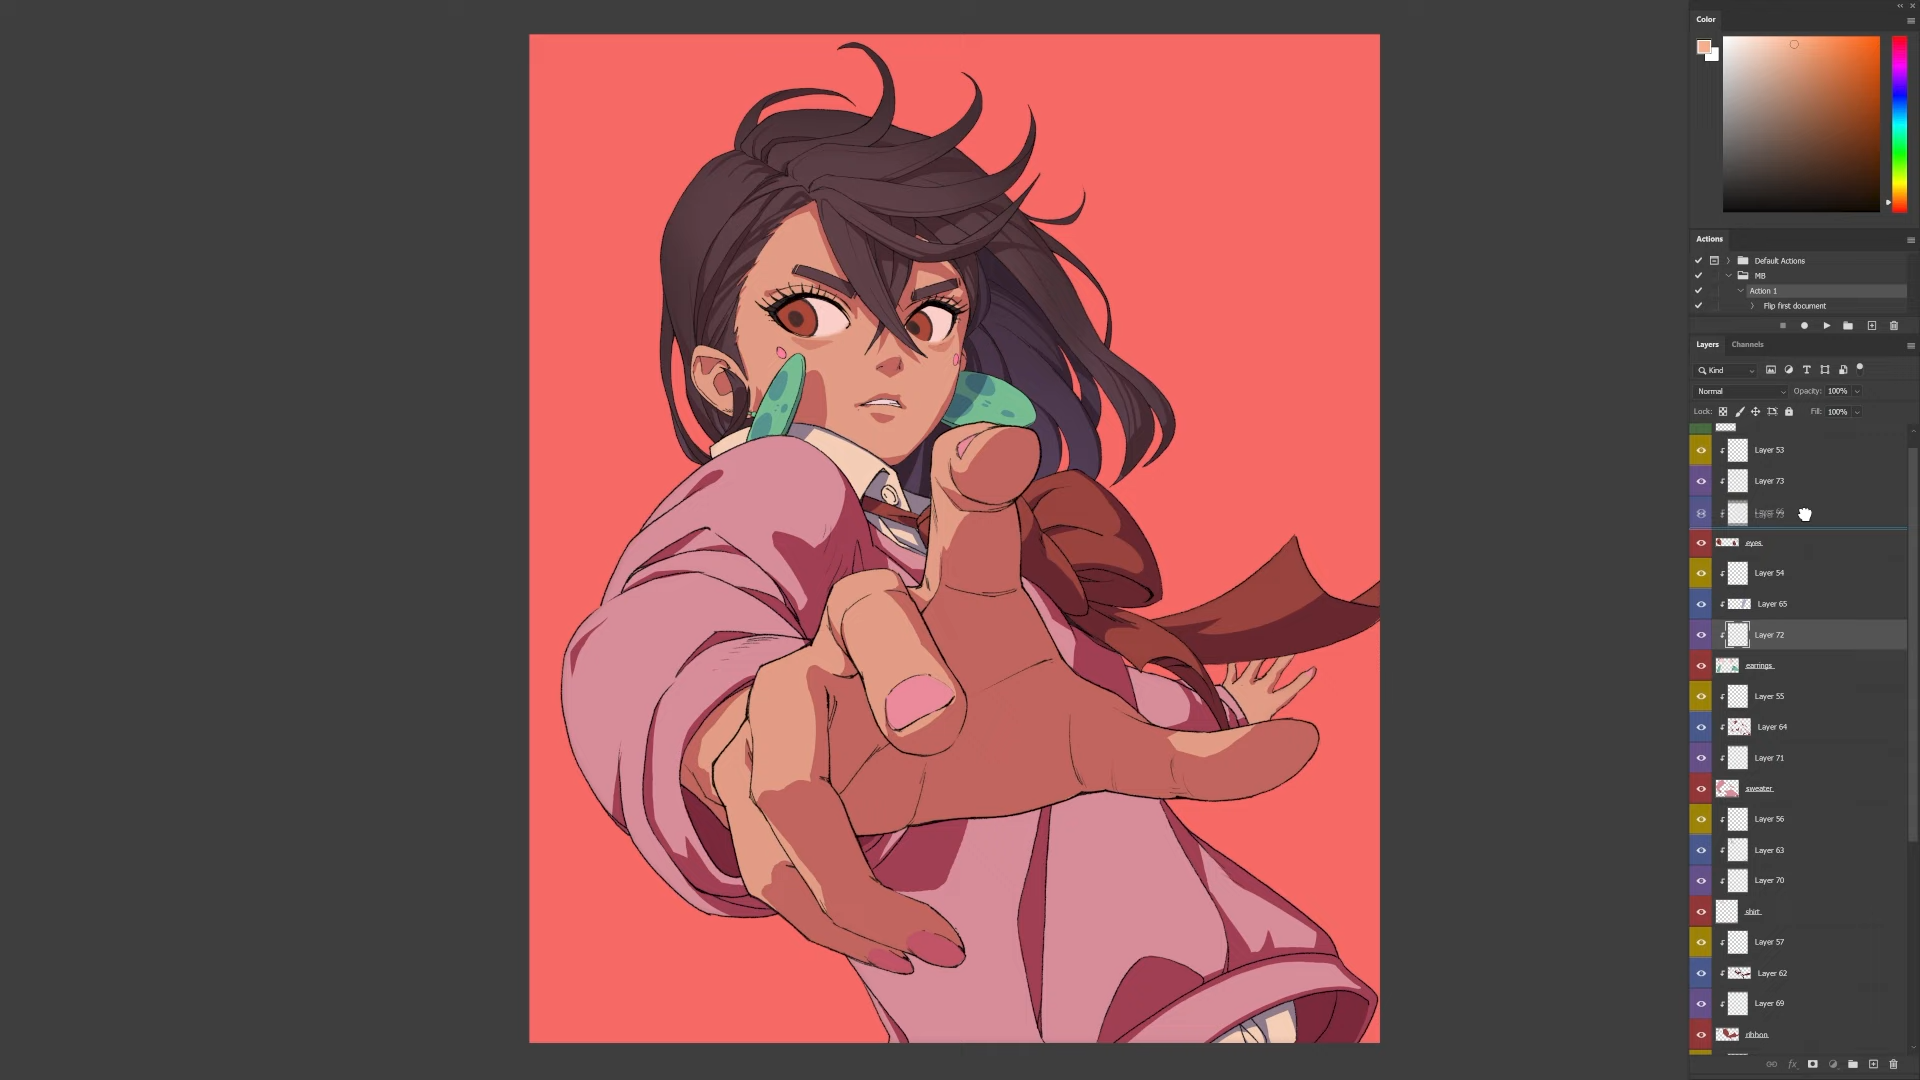 Color
Actions
Default Actions
MB
Action 1
Flip first document
Layers Channels
Kind
Normal Opacity: 100%
Lock: Fill: 100%
Layer 53
Layer 73
eyes
Layer 54
Layer 65
Layer 72
earrings
Layer 55
Layer 64
Layer 71
sweater
Layer 56
Layer 63
Layer 70
shirt
Layer 57
Layer 62
Layer 69
ribbon
fx